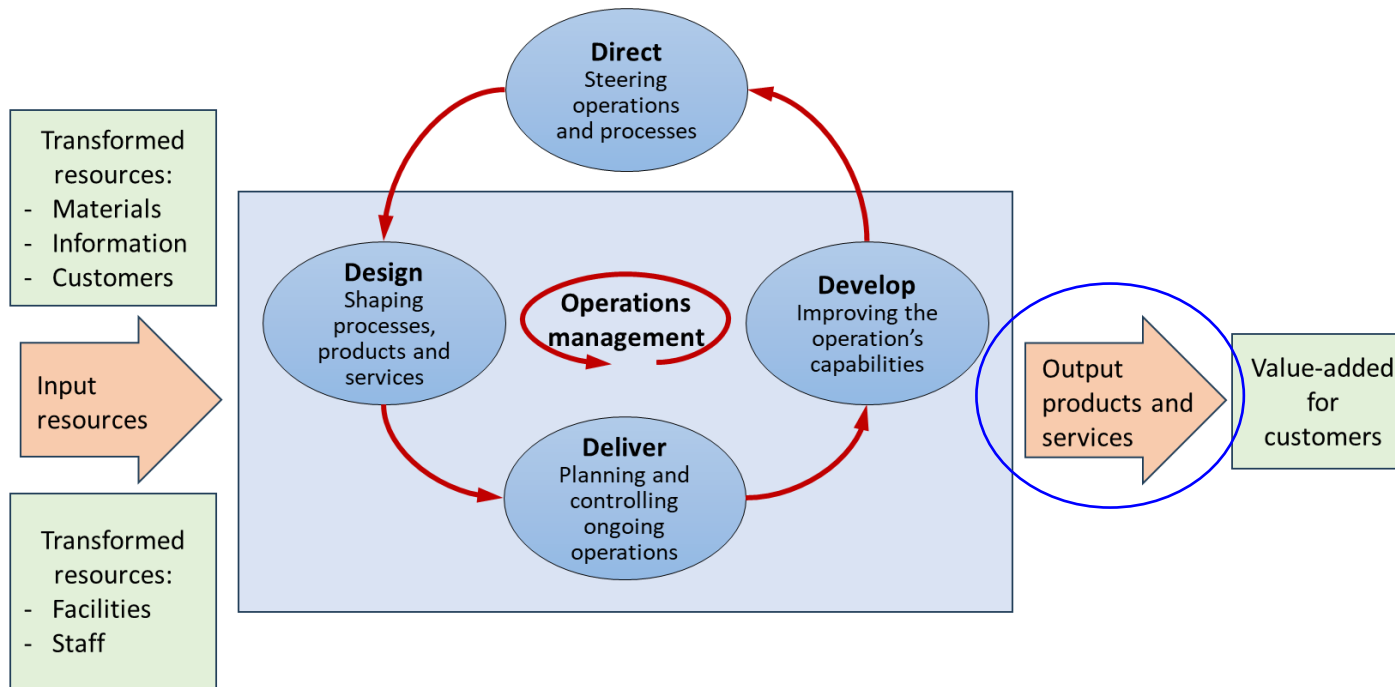 Direct
Steering
operations
and processes
Transformed
resources:
- Materials
- Information
- Customers
Design
Shaping
processes,
products and
services
Operations
management
Develop
Improving the
operation's
capabilities
Input
resources
Output
products and
services
Value-added
for
customers
Deliver
Planning and
controlling
ongoing
operations
Transformed
resources:
- Facilities
- Staff